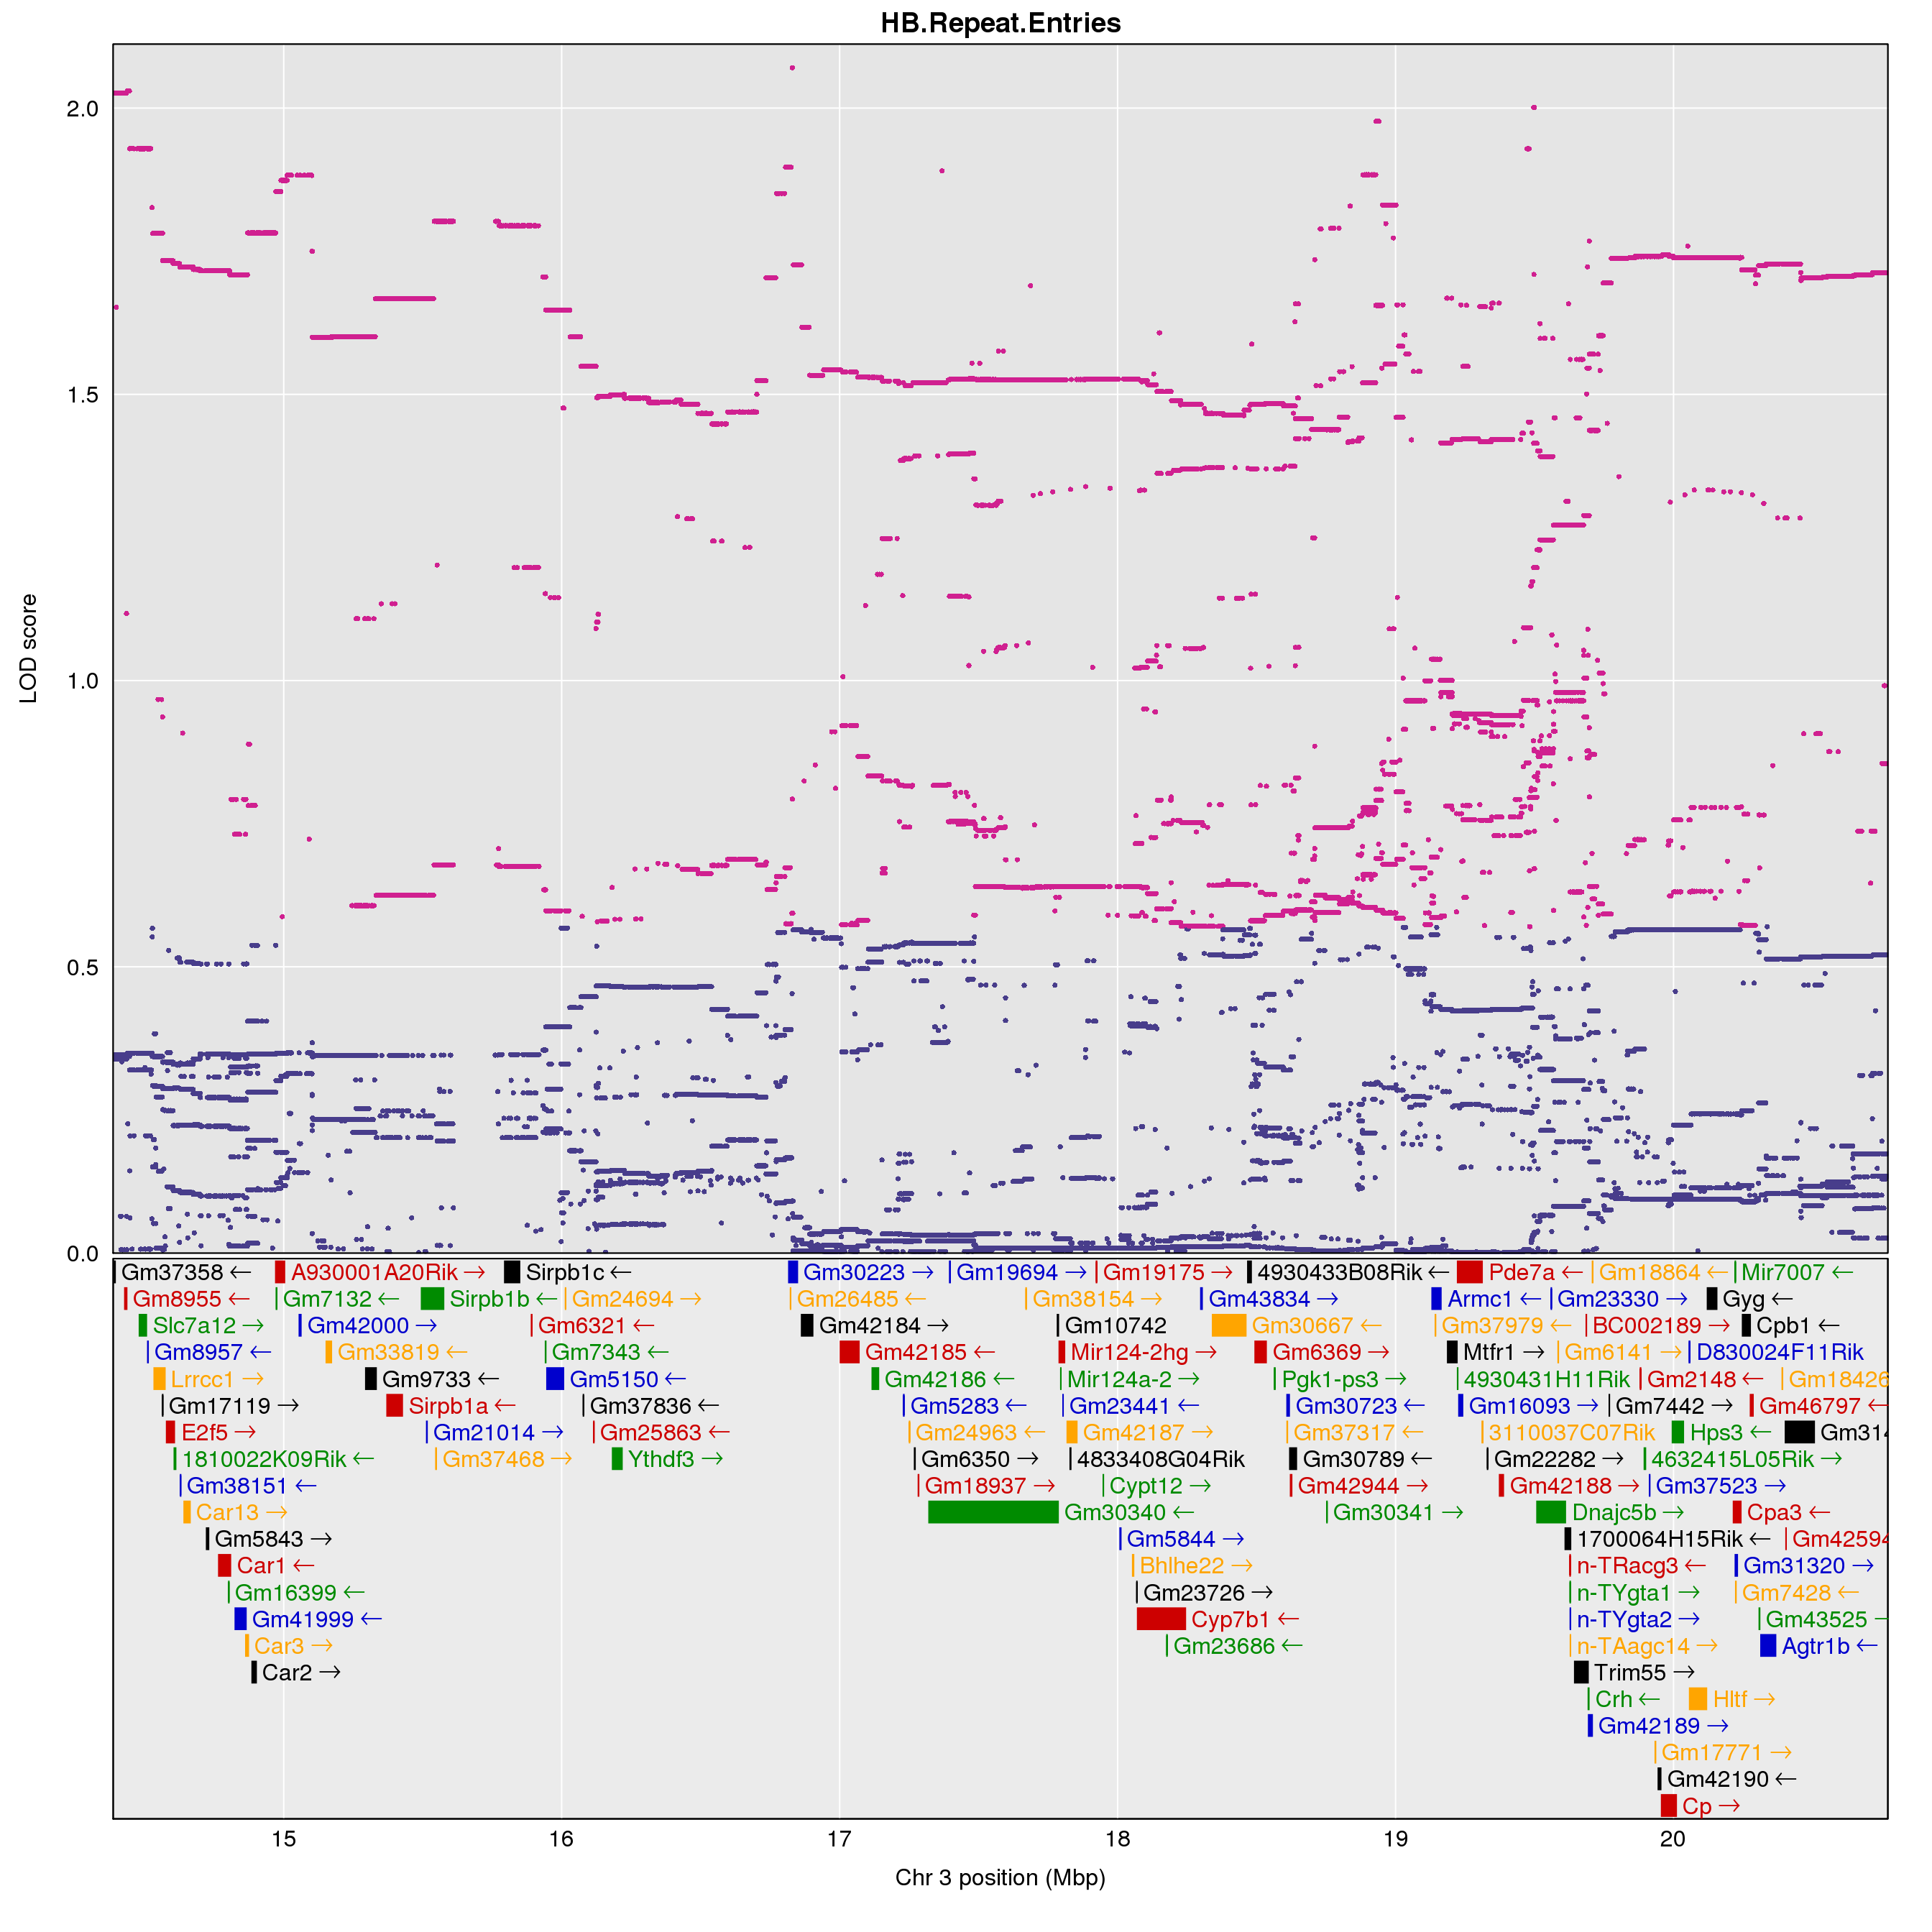 HB.Repeat.Entries
2.0
1.5
1.0
0.5
0.0
LOD score
Gm37358 ← A930001A20Rik → Sirpb1c ← Gm30223 → Gm19694 → Gm19175 → 4930433B08Rik ← Pde7a ← Gm18864 ← Mir7007 ←
Gm8955 ← Gm7132 ← Sirpb1b ← Gm24694 → Gm26485 ← Gm38154 → Gm43834 → Armc1 ← Gm23330 → Gyg ←
Slc7a12 → Gm42000 → Gm6321 ← Gm42184 → Gm10742 Gm30667 ← Gm37979 ← BC002189 → Cpb1 ←
Gm8957 ← Gm33819 ← Gm7343 ← Gm42185 ← Mir124-2hg → Gm6369 → Mtfr1 → Gm6141 → D830024F11Rik
Lrrcc1 → Gm9733 ← Gm5150 ← Gm42186 ← Mir124a-2 → Pgk1-ps3 → 4930431H11Rik Gm2148 ← Gm18426
Gm17119 → Sirpb1a ← Gm37836 ← Gm5283 ← Gm23441 ← Gm30723 ← Gm16093 → Gm7442 → Gm46797 ←
E2f5 → Gm21014 → Gm25863 ← Gm24963 ← Gm42187 → Gm37317 ← 3110037C07Rik Hps3 ← Gm314
1810022K09Rik ← Gm37468 → Ythdf3 → Gm6350 → 4833408G04Rik Gm30789 ← Gm22282 → 4632415L05Rik →
Gm38151 ← Gm18937 → Cypt12 → Gm42944 → Gm42188 → Gm37523 →
Car13 → Gm30340 ← Gm30341 → Dnajc5b → Cpa3 ←
Gm5843 → Gm5844 → 1700064H15Rik ← Gm42594
Car1 ← Bhlhe22 → n-TRacg3 ← Gm31320 →
Gm16399 ← Gm23726 → n-TYgta1 → Gm7428 ←
Gm41999 ← Cyp7b1 ← n-TYgta2 → Gm43525
Car3 → Gm23686 ← n-TAagc14 → Agtr1b ←
Car2 → Trim55 →
Crh ← Hltf →
Gm42189 →
Gm17771 →
Gm42190 ←
Cp →
15 16 17 18 19 20
Chr 3 position (Mbp)